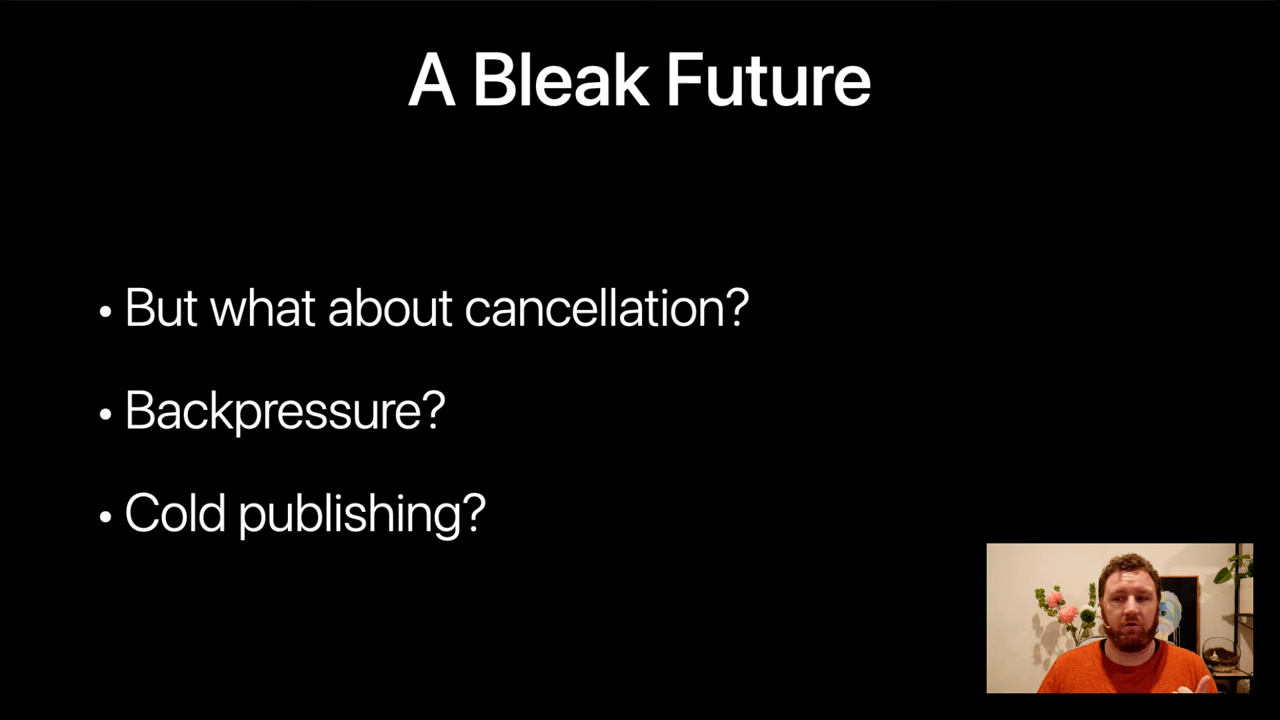 A Bleak Future
• But what about cancellation?
• Backpressure?
• Cold publishing?